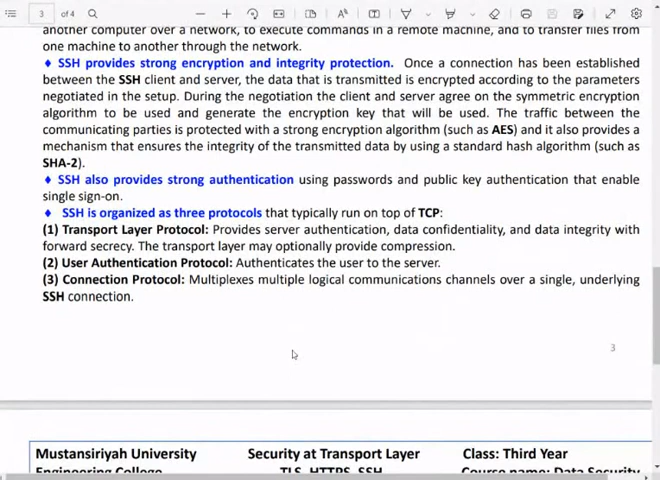 3 of 4
another computer over a network, to execute commands in a remote machine, and to transfer files from
one machine to another through the network.
♦ SSH provides strong encryption and integrity protection. Once a connection has been established
between the SSH client and server, the data that is transmitted is encrypted according to the parameters
negotiated in the setup. During the negotiation the client and server agree on the symmetric encryption
algorithm to be used and generate the encryption key that will be used. The traffic between the
communicating parties is protected with a strong encryption algorithm (such as AES) and it also provides a
mechanism that ensures the integrity of the transmitted data by using a standard hash algorithm (such as
SHA-2).
♦ SSH also provides strong authentication using passwords and public key authentication that enable
single sign-on.
♦ SSH is organized as three protocols that typically run on top of TCP:
(1) Transport Layer Protocol: Provides server authentication, data confidentiality, and data integrity with
forward secrecy. The transport layer may optionally provide compression.
(2) User Authentication Protocol: Authenticates the user to the server.
(3) Connection Protocol: Multiplexes multiple logical communications channels over a single, underlying
SSH connection.
3
Mustansiriyah University Security at Transport Layer Class: Third Year
Engineering College TLS, HTTPS, SSH Course name: Data Security